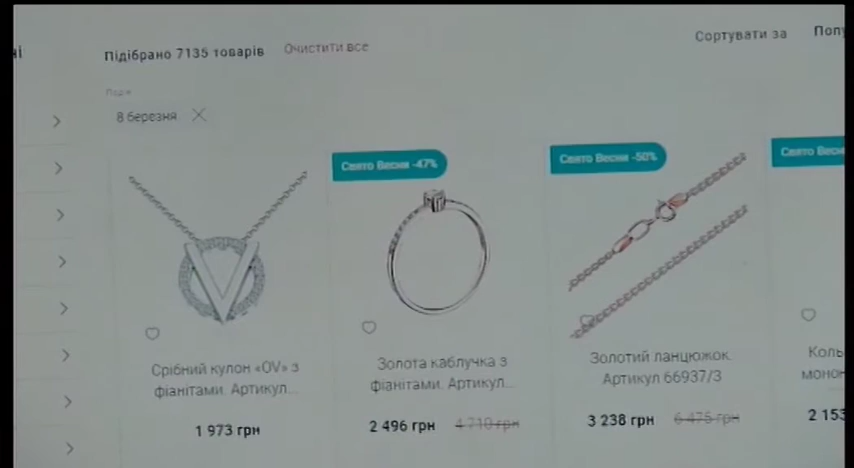 Підібрано 7135 товарів
Очистити все
Сортувати за
8 березня
Свято Весни -47%
Свято Весни -50%
Свято
Срібний кулон «OV» з
фіанітами. Артикул...
1 973 грн
Золота каблучка з
фіанітами. Артикул...
2 496 грн 4 710 грн
Золотий ланцюжок.
Артикул 66937/3
3 238 грн 6 475 грн